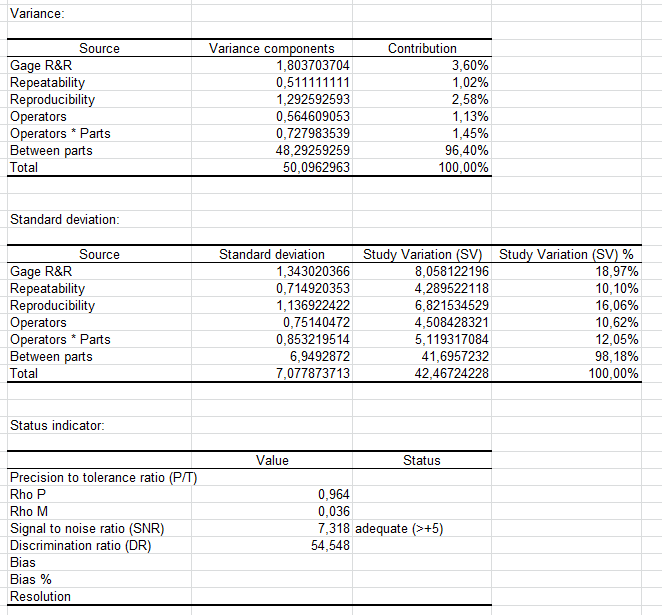 Variance:
Source Variance components Contribution
Gage R&R 1,803703704 3,60%
Repeatability 0,511111111 1,02%
Reproducibility 1,292592593 2,58%
Operators 0,564609053 1,13%
Operators * Parts 0,727983539 1,45%
Between parts 48,29259259 96,40%
Total 50,0962963 100,00%
Standard deviation:
Source Standard deviation Study Variation (SV) Study Variation (SV) %
Gage R&R 1,343020366 8,058122196 18,97%
Repeatability 0,714920353 4,289522118 10,10%
Reproducibility 1,136922422 6,821534529 16,06%
Operators 0,75140472 4,508428321 10,62%
Operators * Parts 0,853219514 5,119317084 12,05%
Between parts 6,9492872 41,6957232 98,18%
Total 7,077873713 42,46724228 100,00%
Status indicator:
Value Status
Precision to tolerance ratio (P/T)
Rho P 0,964
Rho M 0,036
Signal to noise ratio (SNR) 7,318 adequate (>+5)
Discrimination ratio (DR) 54,548
Bias
Bias %
Resolution